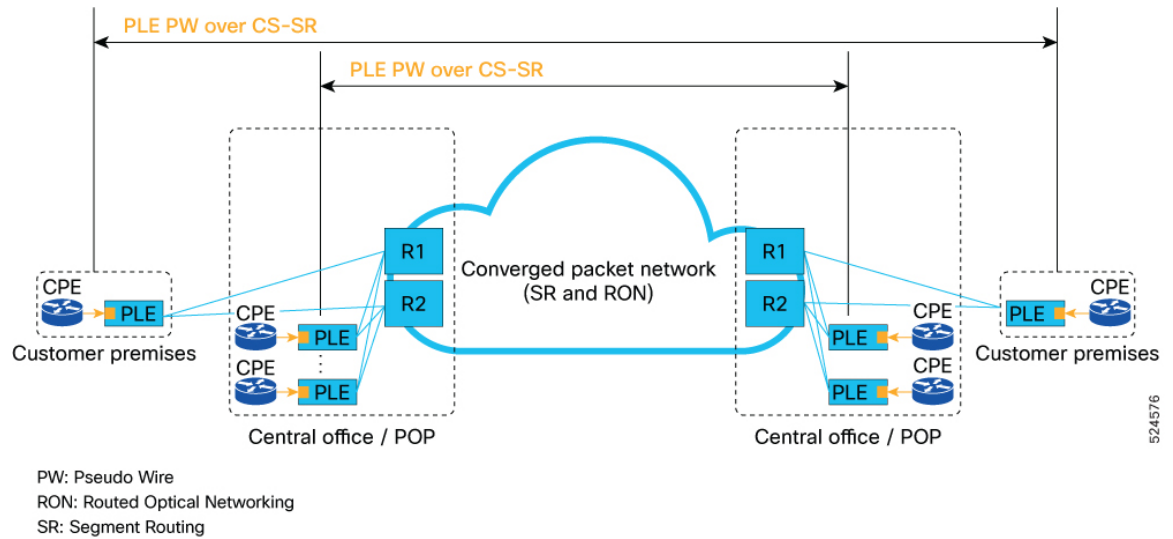 PLE PW over CS-SR
PLE PW over CS-SR
R1
R2
Converged packet network
(SR and RON)
R1
R2
CPE
PLE
Customer premises
CPE
PLE
CPE
PLE
Central office / POP
PLE
CPE
PLE
CPE
Central office / POP
PLE
CPE
Customer premises
524576
PW: Pseudo Wire
RON: Routed Optical Networking
SR: Segment Routing